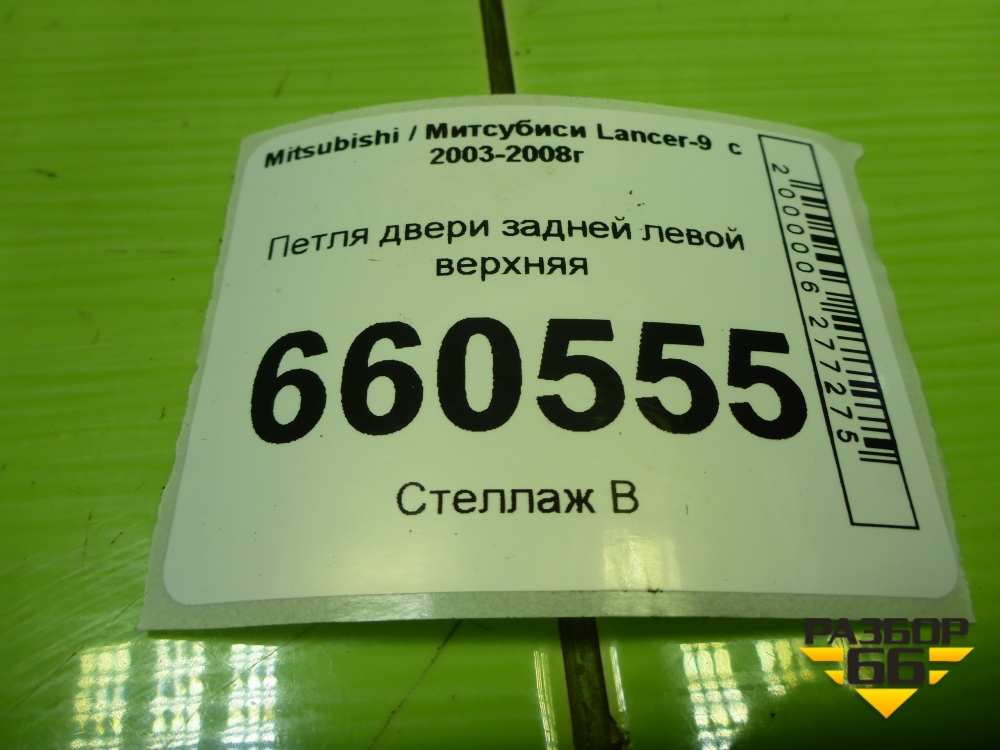 Mitsubishi / Митсубиси Lancer-9 с
2003-2008г
Петля двери задней левой
верхняя
660555
Стеллаж В
2000006277275
РАЗБОР
66